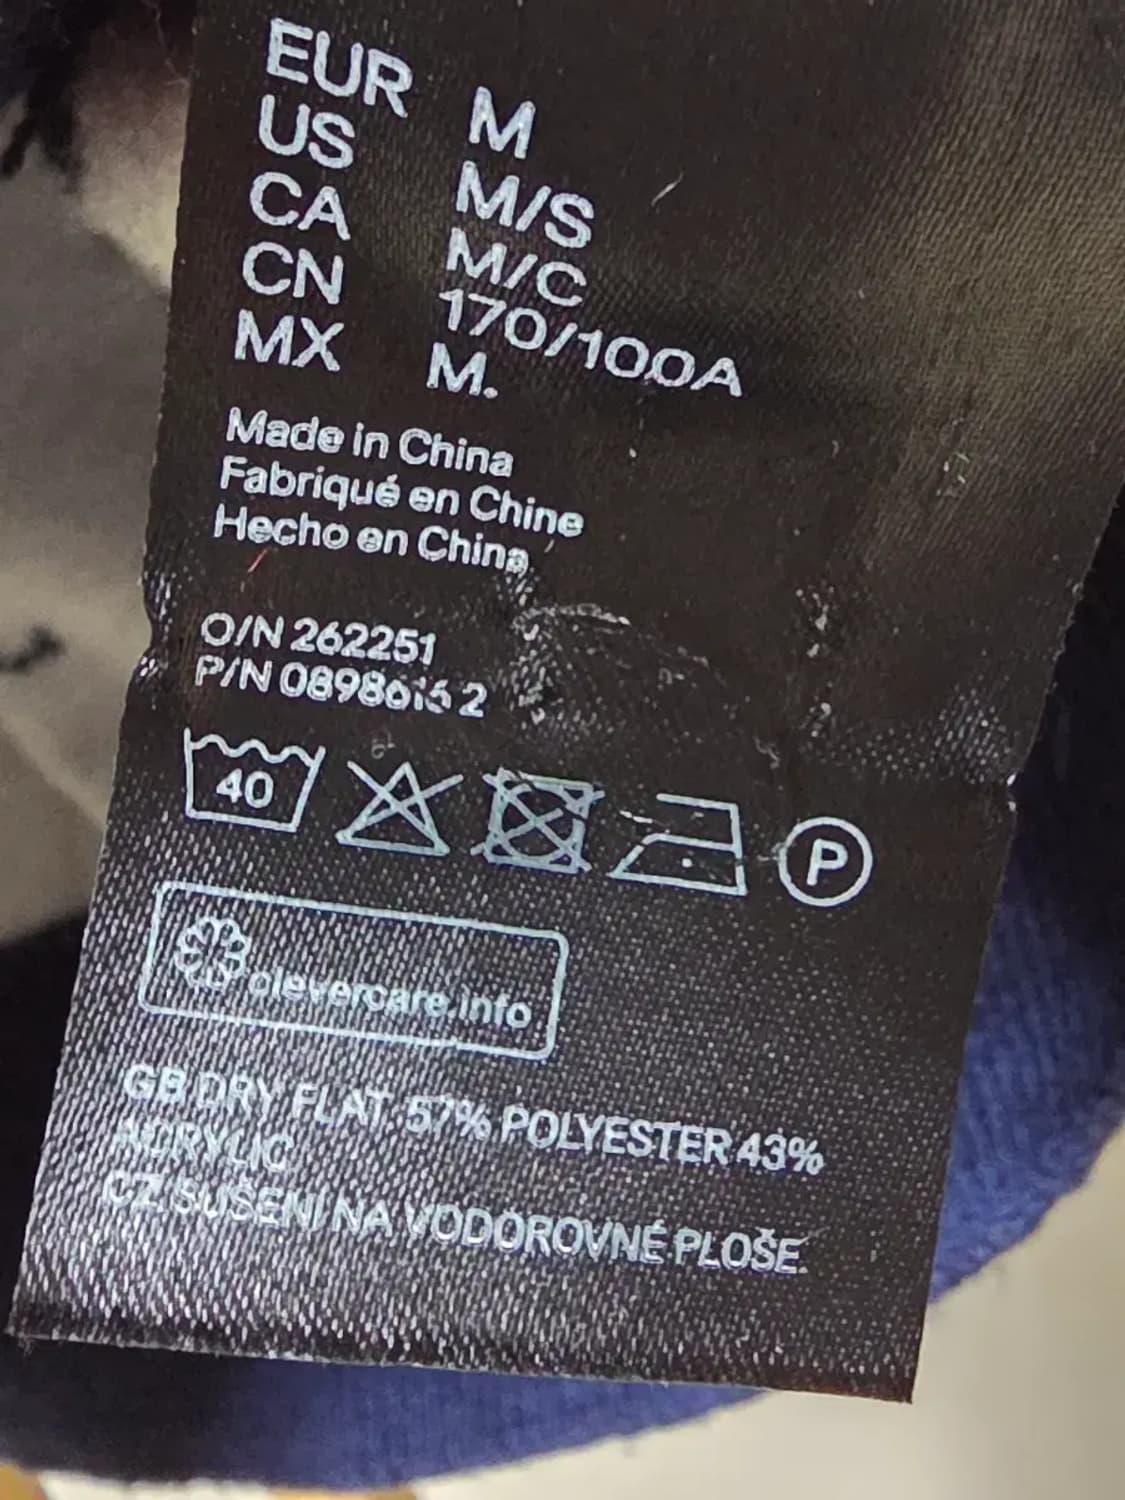 EUR M
US M/S
CA M/C
CN 170/100A
MX M.
Made in China
Fabriqué en Chine
Hecho en China
O/N 262251
P/N 2
40
P
clevercare.info
GB DRY FLAT. 57% POLYESTER 43%
ACRYLIC
CZ SUŠENÍ NA VODOROVNÉ PLOŠE.